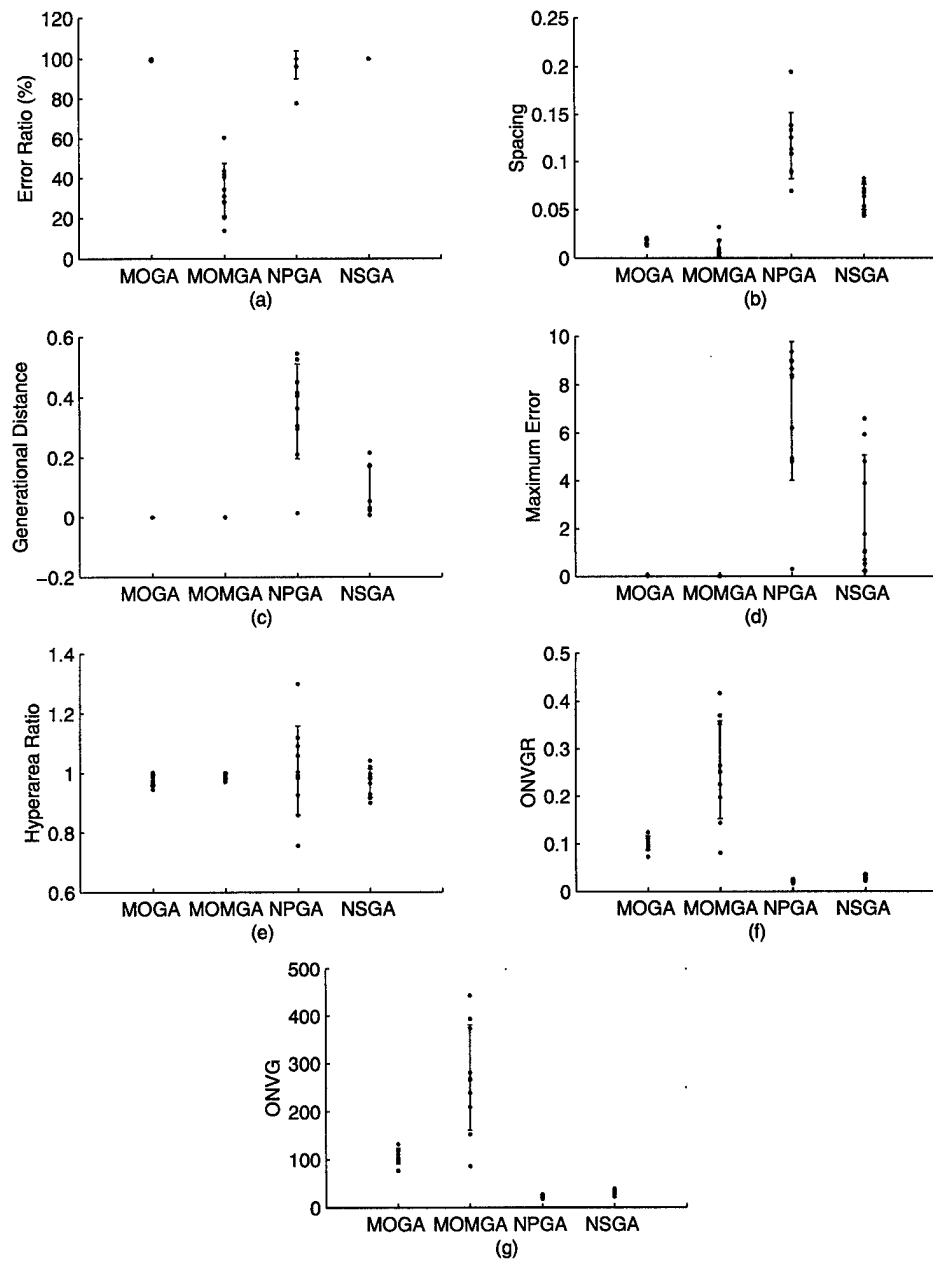 120
100
80
60
40
20
0
Error Ratio (%)
MOGA MOMGA NPGA NSGA
(a)
0.25
0.2
0.15
0.1
0.05
0
Spacing
MOGA MOMGA NPGA NSGA
(b)
0.6
0.4
0.2
0
−0.2
Generational Distance
MOGA MOMGA NPGA NSGA
(c)
10
8
6
4
2
0
Maximum Error
MOGA MOMGA NPGA NSGA
(d)
1.4
1.2
1
0.8
0.6
Hyperarea Ratio
MOGA MOMGA NPGA NSGA
(e)
0.5
0.4
0.3
0.2
0.1
0
ONVGR
MOGA MOMGA NPGA NSGA
(f)
500
400
300
200
100
0
ONVG
MOGA MOMGA NPGA NSGA
(g)